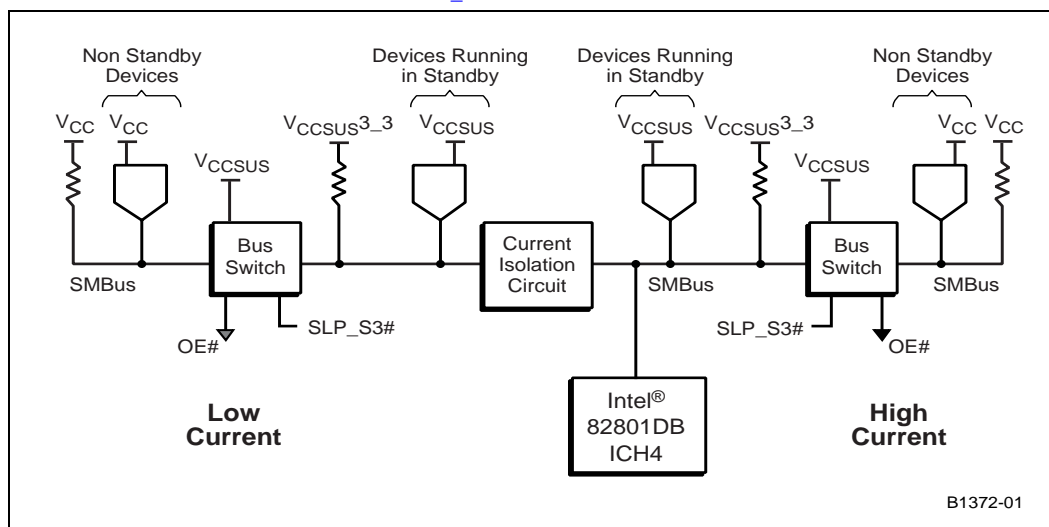 _
Non Standby
Devices
Devices Running
in Standby
Devices Running
in Standby
Non Standby
Devices
VCC
VCC
VCCSUS
VCCSUS3_3
VCCSUS
VCCSUS
VCCSUS3_3
VCCSUS
VCC
VCC
Bus
Switch
Current
Isolation
Circuit
Bus
Switch
SMBus
SMBus
SMBus
SLP_S3#
OE#
SLP_S3#
OE#
Low
Current
Intel®
82801DB
ICH4
High
Current
B1372-01